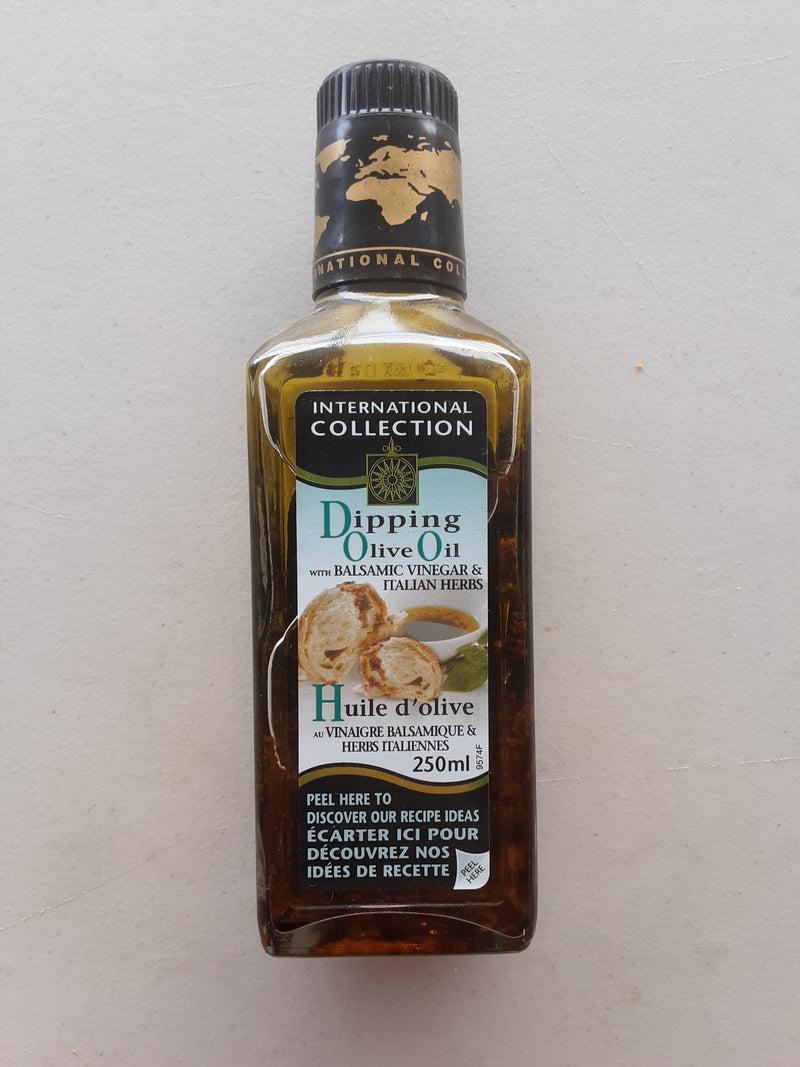 NATIONAL COL
INTERNATIONAL
COLLECTION
Dipping
Olive Oil
WITH BALSAMIC VINEGAR &
ITALIAN HERBS
Huile d'olive
AU VINAIGRE BALSAMIQUE &
HERBS ITALIENNES
250ml
9574F
PEEL HERE TO
DISCOVER OUR RECIPE IDEAS
ÉCARTER ICI POUR
DÉCOUVREZ NOS
IDÉES DE RECETTE
PEEL
HERE